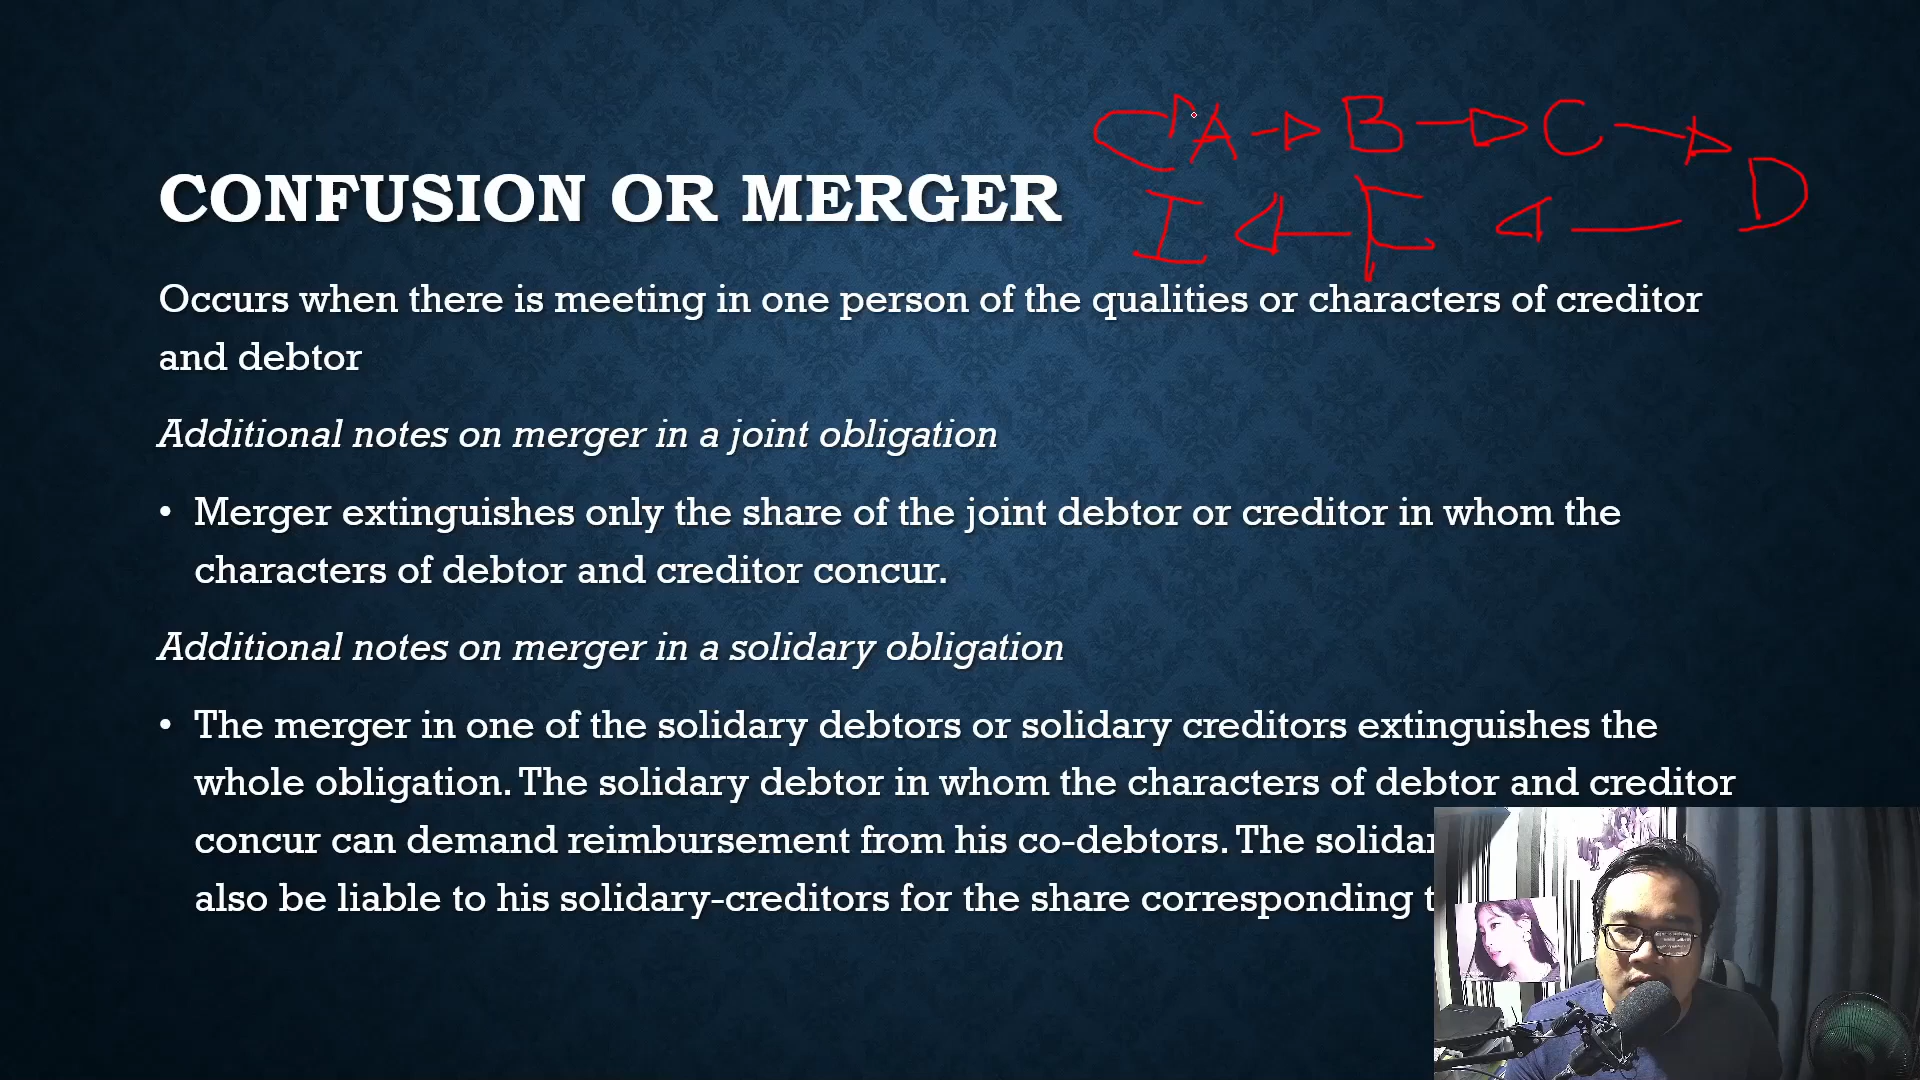 A B C
D
I E
CONFUSION OR MERGER
Occurs when there is meeting in one person of the qualities or characters of creditor
and debtor
Additional notes on merger in a joint obligation
• Merger extinguishes only the share of the joint debtor or creditor in whom the
characters of debtor and creditor concur.
Additional notes on merger in a solidary obligation
• The merger in one of the solidary debtors or solidary creditors extinguishes the
whole obligation. The solidary debtor in whom the characters of debtor and creditor
concur can demand reimbursement from his co-debtors. The
also be liable to his solidary-creditors for the share corresponding